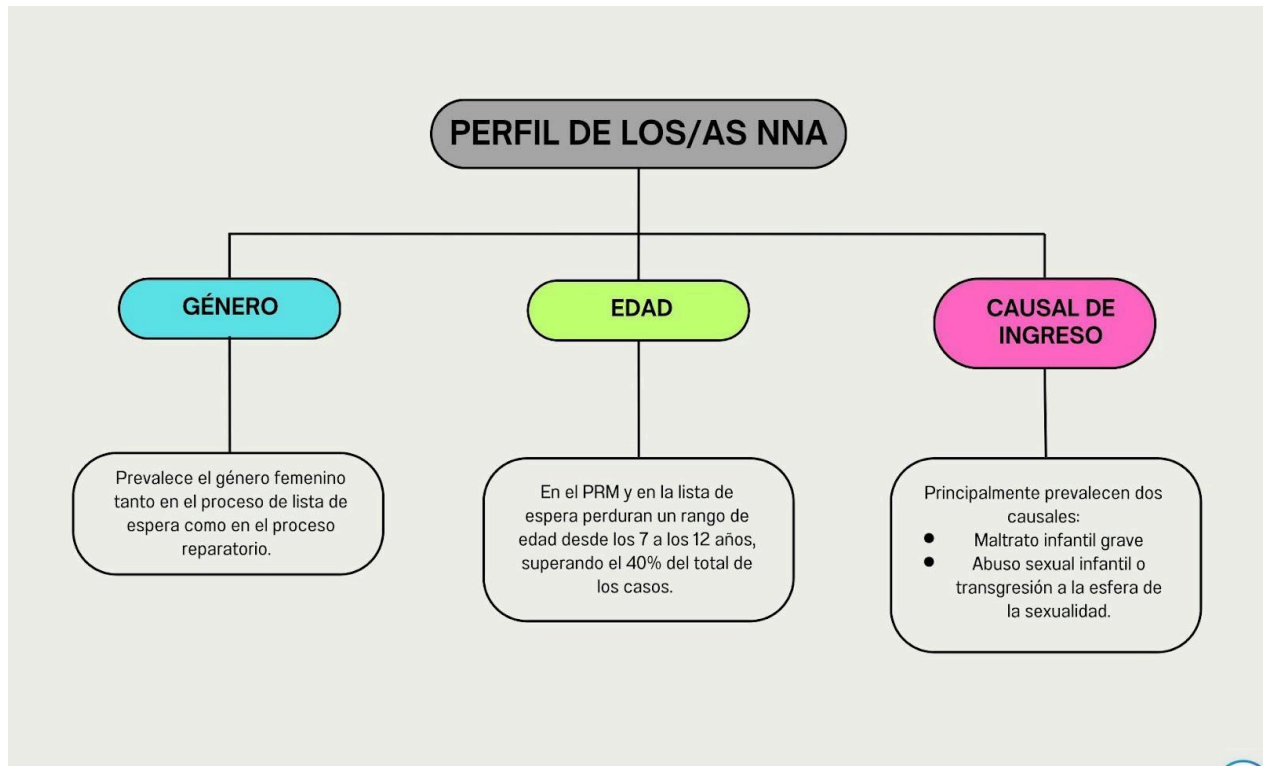 PERFIL DE LOS/AS NNA
GÉNERO
Prevalece el género femenino
tanto en el proceso de lista de
espera como en el proceso
reparatorio.
EDAD
En el PRM y en la lista de
espera perduran un rango de
edad desde los 7 a los 12 años,
superando el 40% del total de
los casos.
CAUSAL DE
INGRESO
Principalmente prevalecen dos
causales:
● Maltrato infantil grave
● Abuso sexual infantil o
transgresión a la esfera de
la sexualidad.